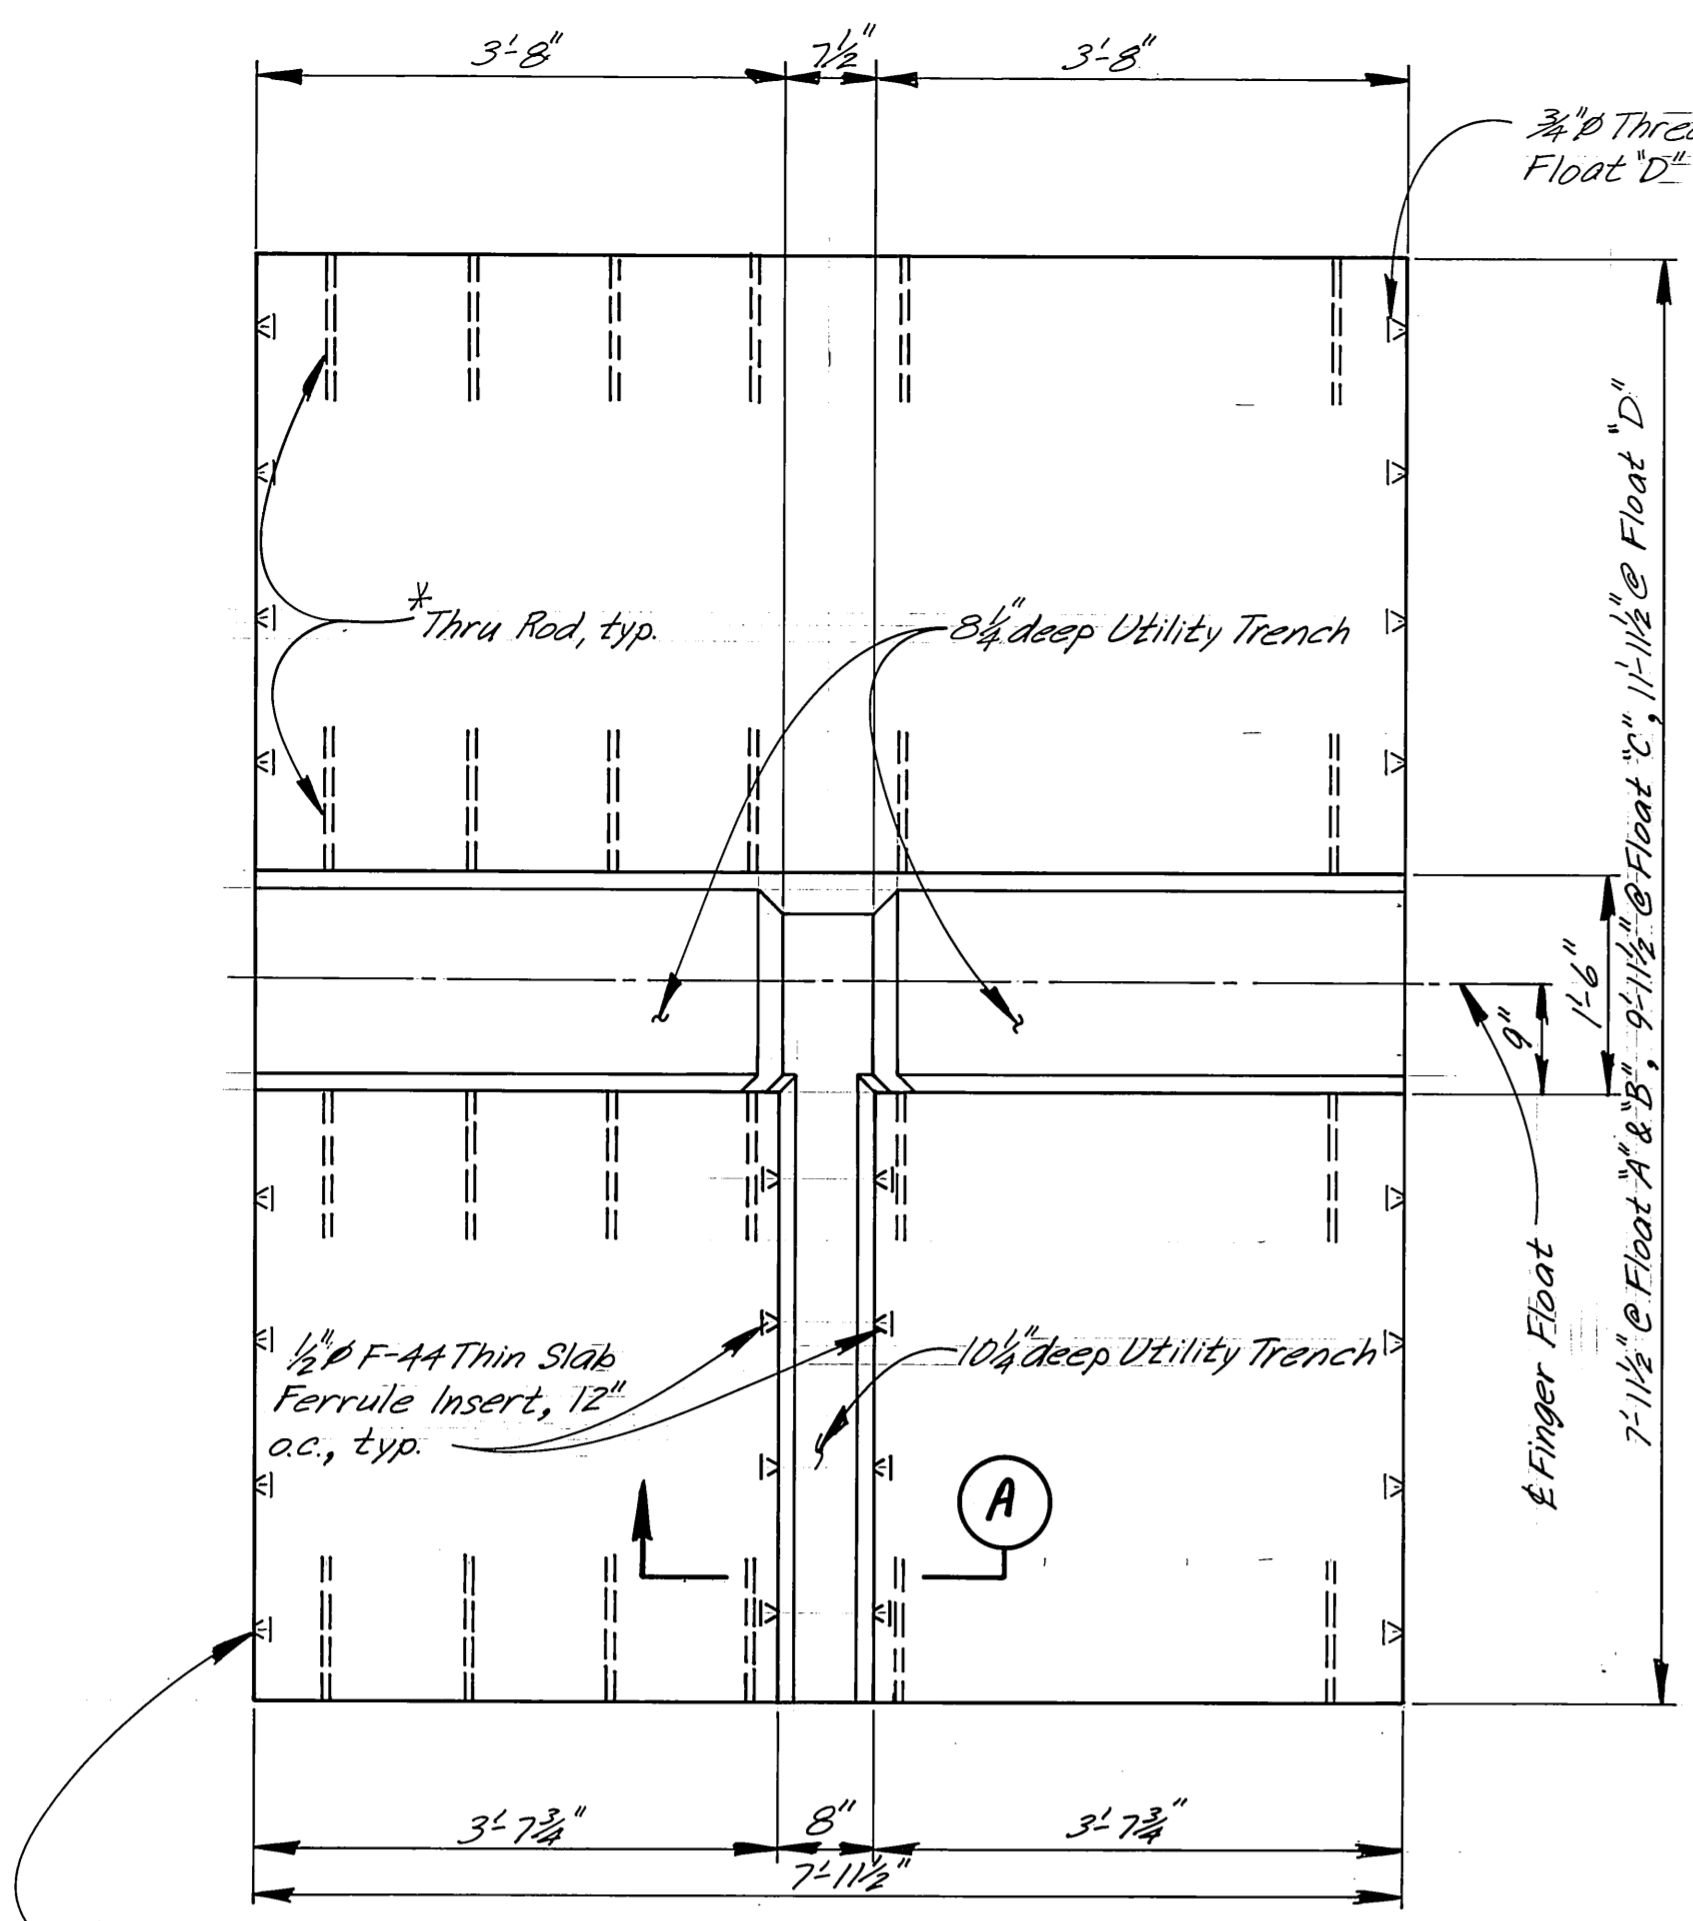 3'-8"
7½"
3'-8"
¾"Ø
Float "D"
*
Thru Rod, typ.
8¼" deep Utility Trench
½"Ø F-44 Thin Slab
Ferrule Insert, 12"
o.c., typ.
10¼" deep Utility Trench
A
9"
1'-6"
℄ Finger Float
7'-11½" @ Float "A" & "B", 9'-11½" @ Float "C", 11'-11½" @ Float "D"
3'-7¾"
8"
3'-7¾"
7'-11½"